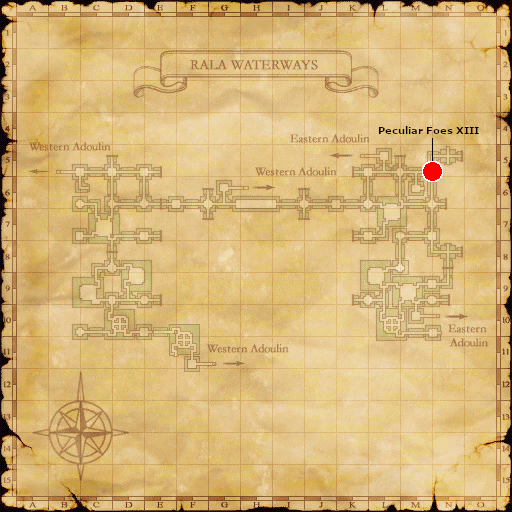 A B C D E F G H I J K L M N O
1
2
3
4
5
6
7
8
9
10
11
12
13
14
15
RALA WATERWAYS
Peculiar Foes XIII
Eastern Adoulin
Western Adoulin
Western Adoulin
Eastern
Adoulin
Western Adoulin
A B C D E F G H I J K L M N O